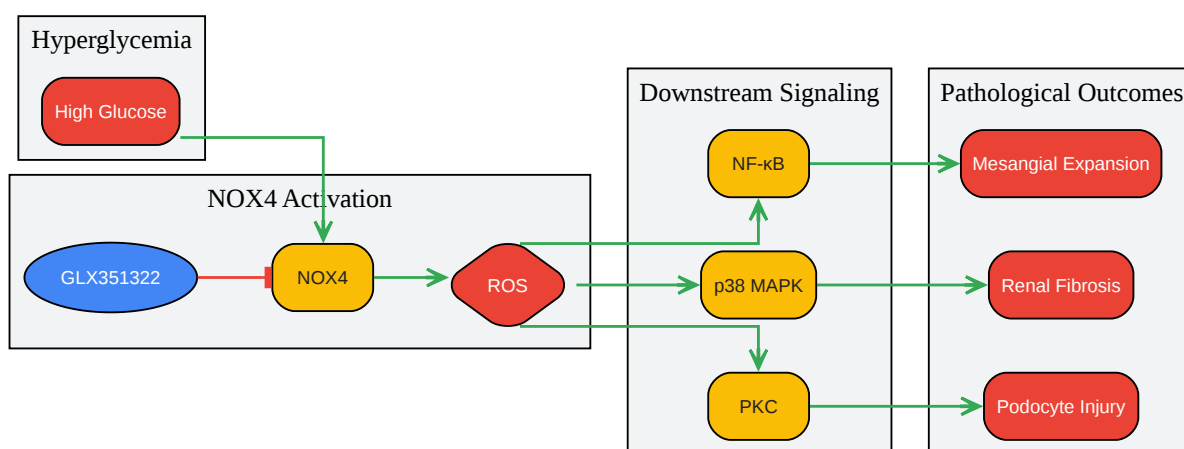 Hyperglycemia
High Glucose
NOX4 Activation
GLX351322
NOX4
ROS
Downstream Signaling
NF-κB
p38 MAPK
PKC
Pathological Outcomes
Mesangial Expansion
Renal Fibrosis
Podocyte Injury